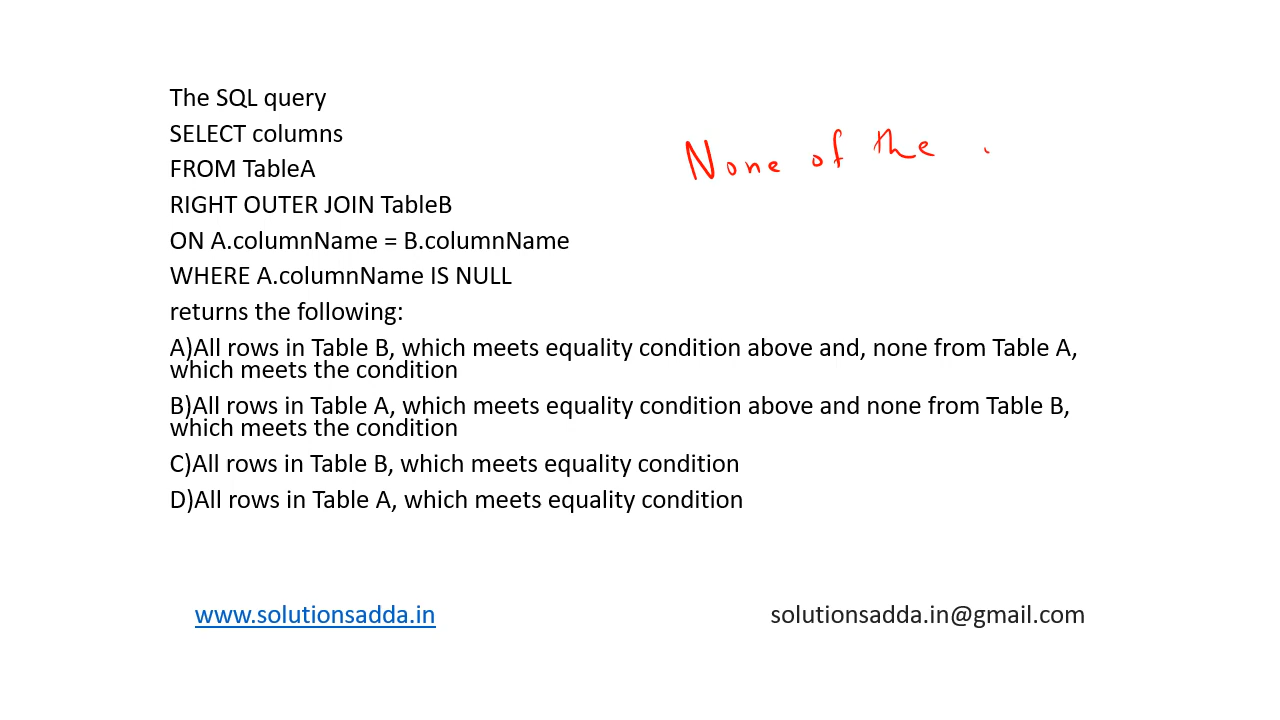 The SQL query
SELECT columns
None of the
FROM TableA
RIGHT OUTER JOIN TableB
ON A.columnName = B.columnName
WHERE A.columnName IS NULL
returns the following:
A)All rows in Table B, which meets equality condition above and, none from Table A,
which meets the condition
B)All rows in Table A, which meets equality condition above and none from Table B,
which meets the condition
C)All rows in Table B, which meets equality condition
D)All rows in Table A, which meets equality condition
www.solutionsadda.in
solutionsadda.in@gmail.com